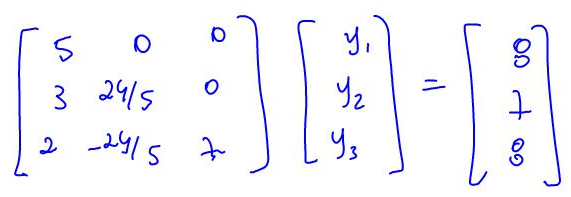 5 0 0 y₁ 8
3 24/5 0 y₂ = 7
2 -24/5 7 y₃ 8